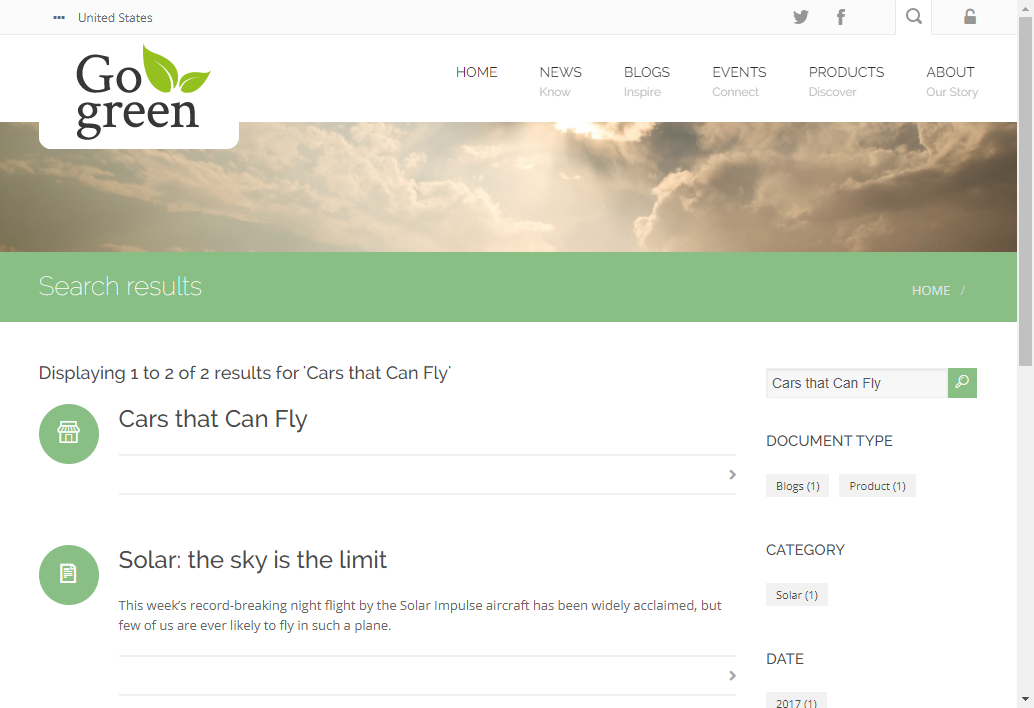 United States
Go
green
HOME
NEWS
Know
BLOGS
Inspire
EVENTS
Connect
PRODUCTS
Discover
ABOUT
Our Story
Search results
HOME /
Displaying 1 to 2 of 2 results for 'Cars that Can Fly'
Cars that Can Fly
Solar: the sky is the limit
This week's record-breaking night flight by the Solar Impulse aircraft has been widely acclaimed, but
few of us are ever likely to fly in such a plane.
Cars that Can Fly
DOCUMENT TYPE
Blogs (1) Product (1)
CATEGORY
Solar (1)
DATE
2017 (1)